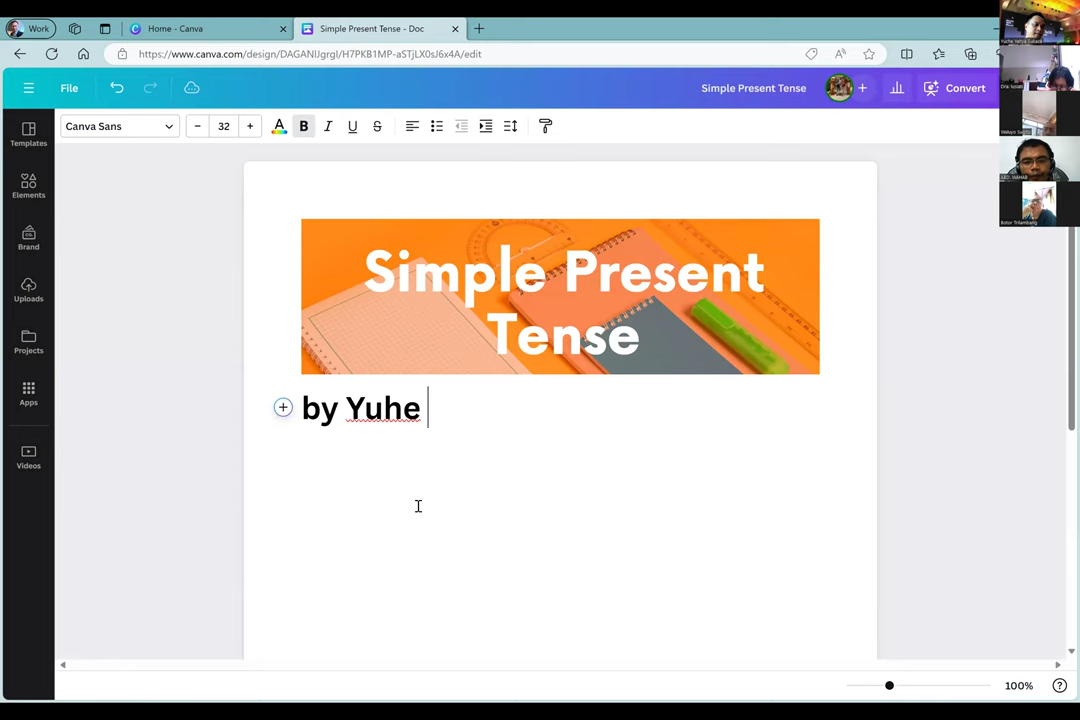 Work
Home - Canva
Simple Present Tense - Doc
https://www.canva.com/design/DAGANlJgrgI/H7PKB1MP-aSTjLX0sJ6x4A/edit
File
Simple Present Tense
Convert
Canva Sans
32
B I U S
Templates
Elements
Brand
Uploads
Projects
Apps
Videos
Simple Present
Tense
by Yuhe
100%